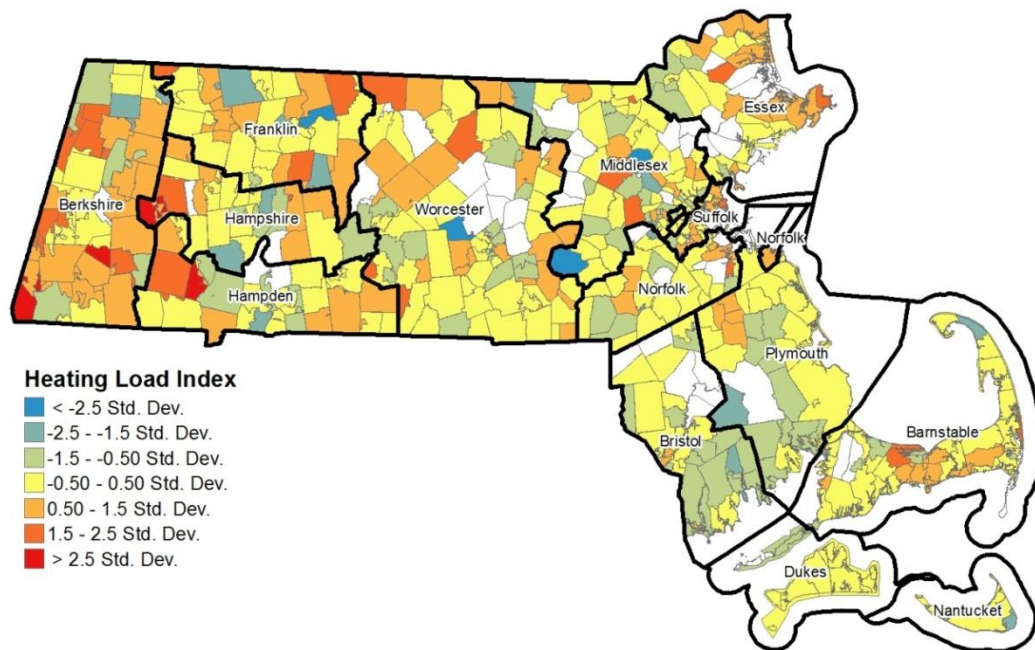 Essex
Franklin
Middlesex
Berkshire
Hampshire
Worcester
Suffolk
Norfolk
Hampden
Norfolk
Plymouth
Heating Load Index
< -2.5 Std. Dev.
-2.5 - -1.5 Std. Dev.
-1.5 - -0.50 Std. Dev.
-0.50 - 0.50 Std. Dev.
0.50 - 1.5 Std. Dev.
1.5 - 2.5 Std. Dev.
> 2.5 Std. Dev.
Barnstable
Bristol
Dukes
Nantucket